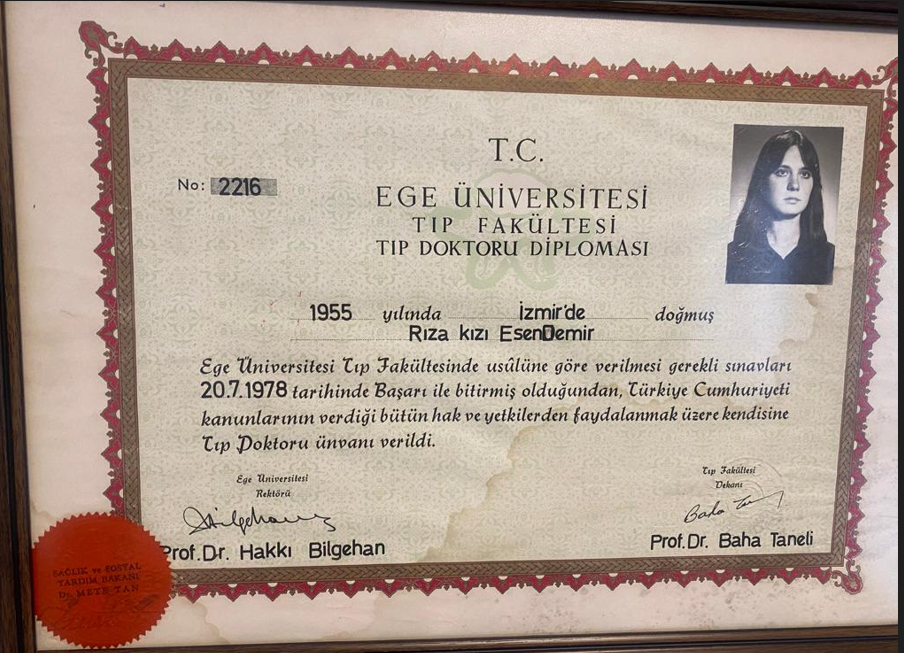 T.C.
No: 2216
EGE ÜNİVERSİTESİ
TIP FAKÜLTESİ
TIP DOKTORU DİPLOMASI
1955 yılında İzmir'de doğmuş
Rıza kızı EsenDemir
Ege Üniversitesi Tıp Fakültesinde usûlüne göre verilmesi gerekli sınavları
20.7.1978 tarihinde Başarı ile bitirmiş olduğundan, Türkiye Cumhuriyeti
kanunlarının verdiği bütün hak ve yetkilerden faydalanmak üzere kendisine
Tıp Doktoru ünvanı verildi.
Ege Üniversitesi
Rektörü
Prof.Dr. Hakkı Bilgehan
Tıp Fakültesi
Dekanı
Prof.Dr. Baha Taneli
SAĞLIK ve SOSYAL
YARDIM BAKANI
Dr. METE TAN